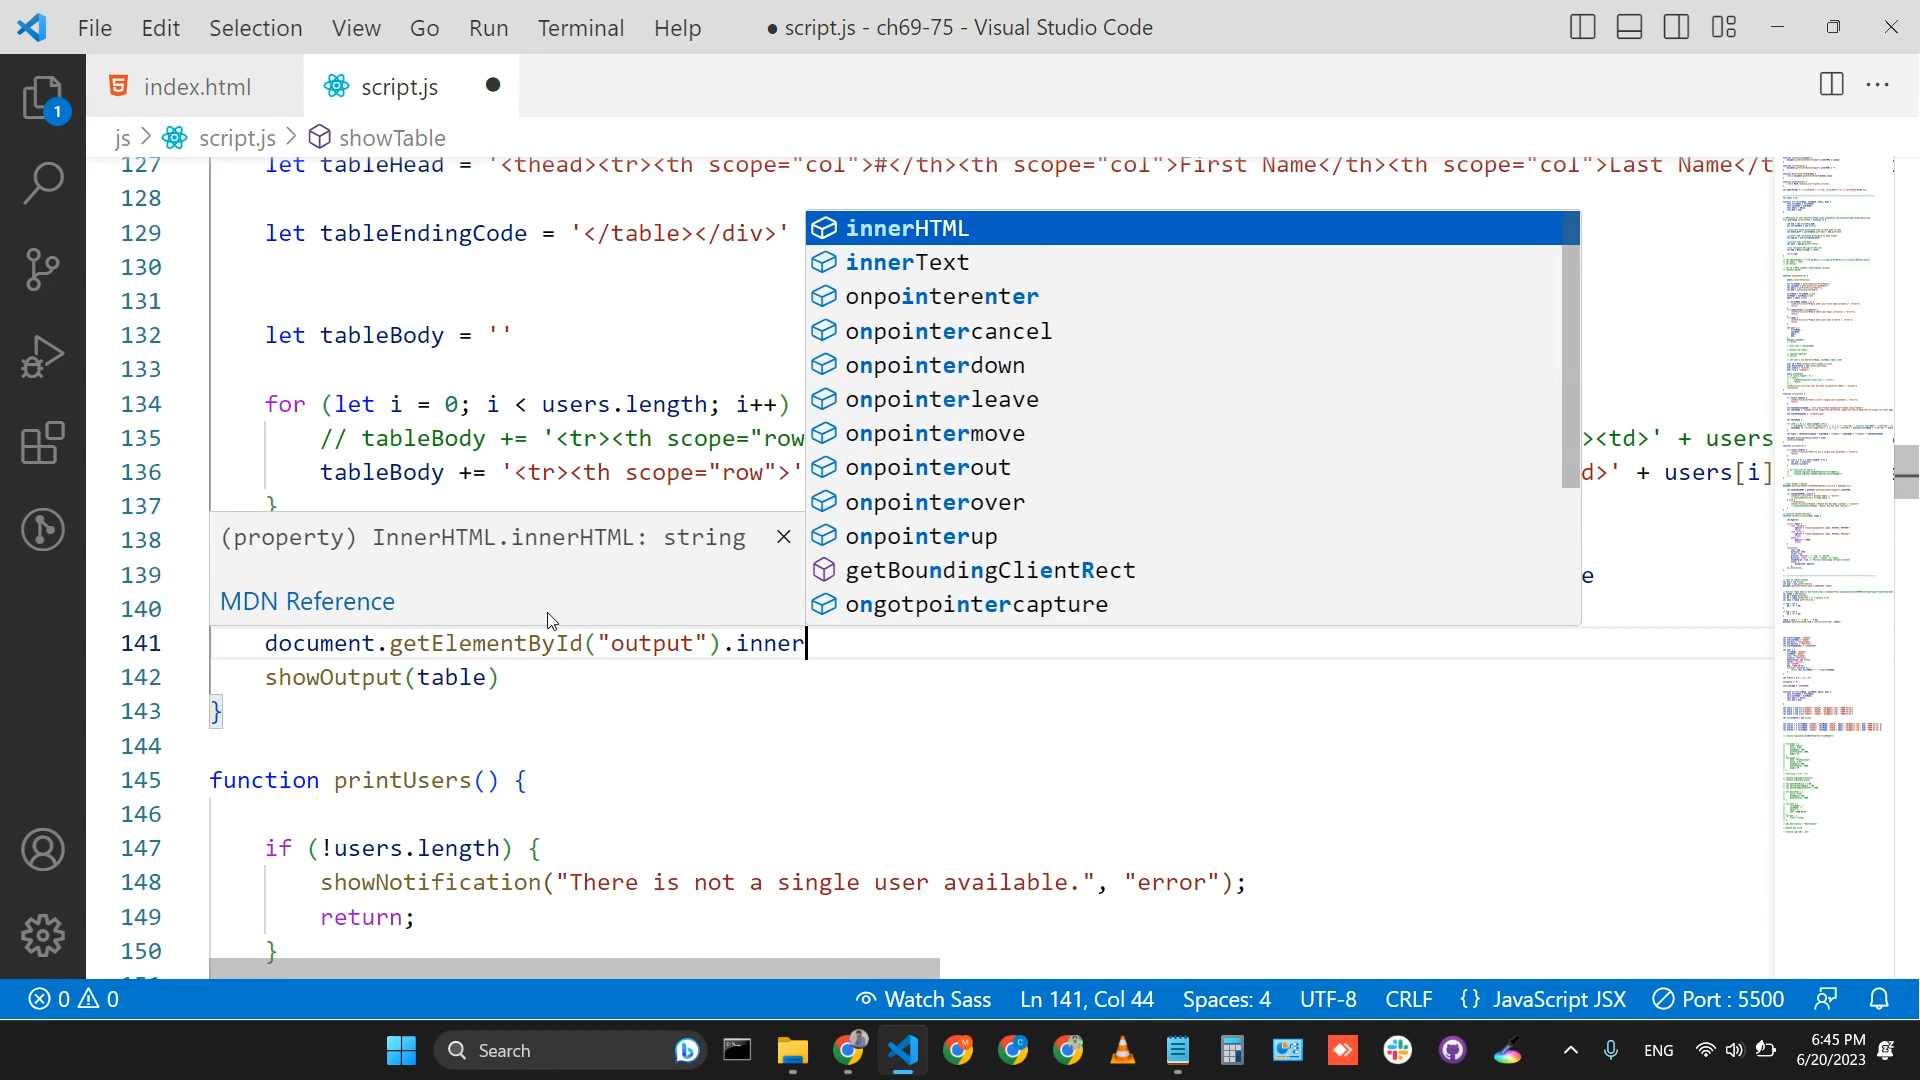 File Edit Selection View Go Run Terminal Help ● script.js - ch69-75 - Visual Studio Code
index.html script.js
1
js > script.js > showTable
127 let tableHead = '<thead><tr><th scope="col">#</th><th scope="col">First Name</th><th scope="col">Last Name</t
128
129 let tableEndingCode = '</table></div>'
130
131
132 let tableBody = ''
133
134 for (let i = 0; i < users.length; i++)
135 // tableBody += '<tr><th scope="row ><td>' + users
136 tableBody += '<tr><th scope="row">' d>' + users[i]
137 }
138
139 e
140
141 document.getElementById("output").inner
142 showOutput(table)
143 }
144
145 function printUsers() {
146
147 if (!users.length) {
148 showNotification("There is not a single user available.", "error");
149 return;
150 }
innerHTML
innerText
onpointerenter
onpointercancel
onpointerdown
onpointerleave
onpointermove
onpointerout
onpointerover
onpointerup
getBoundingClientRect
ongotpointercapture
(property) InnerHTML.innerHTML: string
MDN Reference
0 0 Watch Sass Ln 141, Col 44 Spaces: 4 UTF-8 CRLF {} JavaScript JSX Port : 5500
Search ENG 6:45 PM
6/20/2023